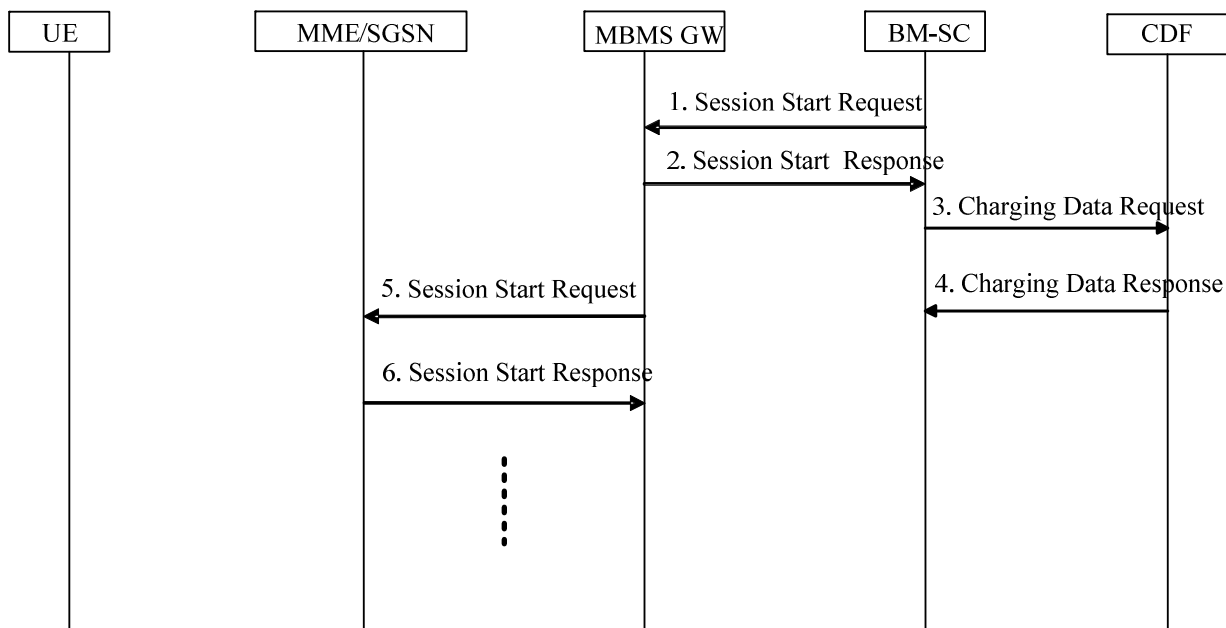 UE
MME/SGSN
MBMS GW
BM-SC
CDF
1. Session Start Request
2. Session Start Response
3. Charging Data Request
4. Charging Data Response
5. Session Start Request
6. Session Start Response